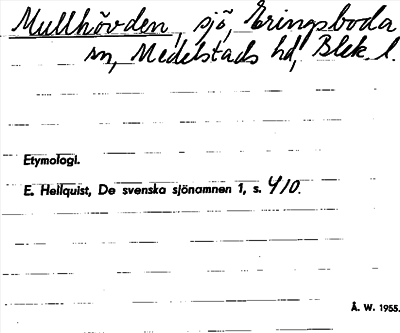 Mullhövden, sjö, Eringsboda
sn, Medelstads hd, Blek. l.
Etymologi.
E. Hellquist, De svenska sjönamnen 1, s. 410.
Å. W. 1955.